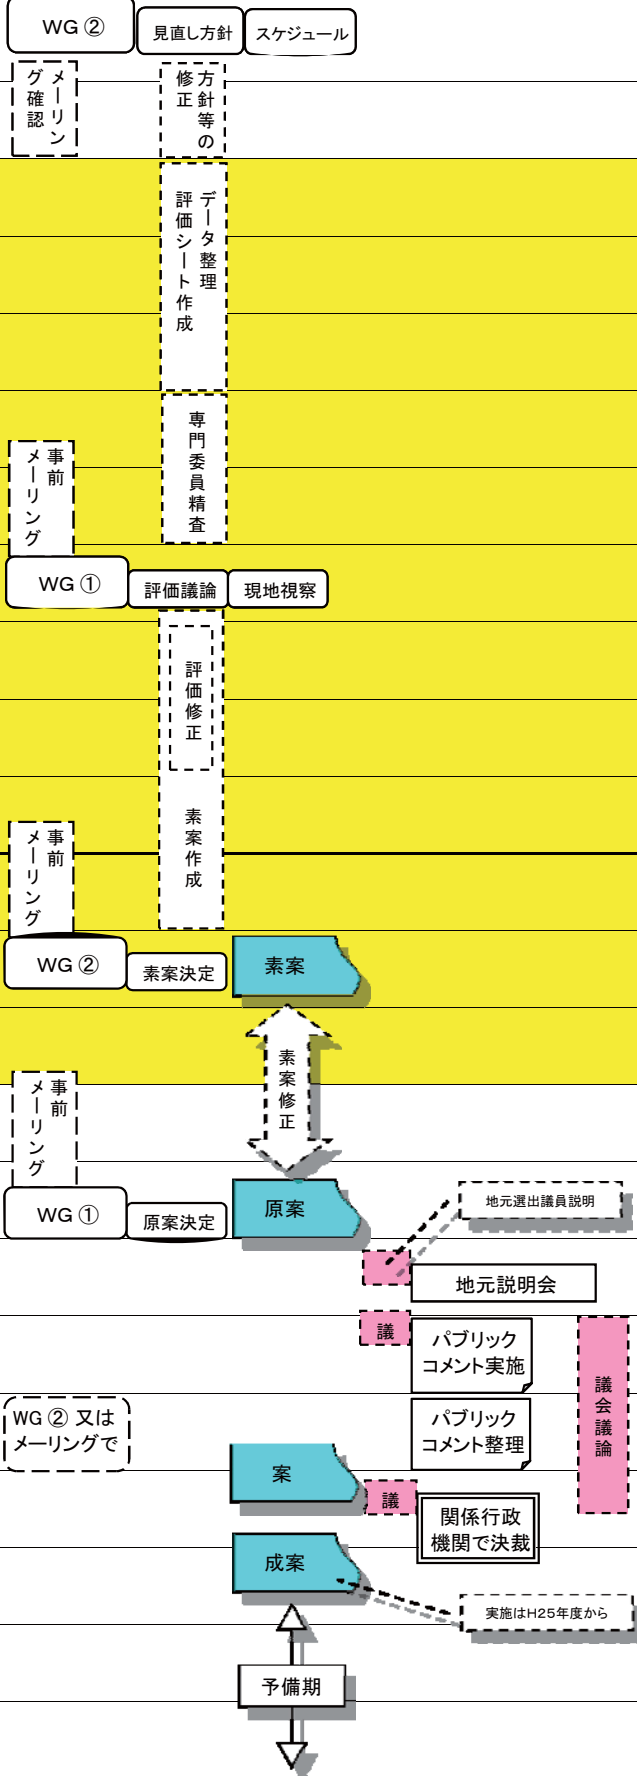 WG ②
見直し方針
スケジュール
メーリン
グ確認
方針等の
修正
データ整理
評価シート作成
専門委員精査
事前
メーリング
WG ①
評価議論
現地視察
評価修正
素案作成
事前
メーリング
WG ②
素案決定
素案
素案修正
事前
メーリング
WG ①
原案決定
原案
地元選出議員説明
地元説明会
議
パブリック
コメント実施
議会議論
WG ② 又は
メーリングで
パブリック
コメント整理
案
議
関係行政
機関で決裁
成案
実施はH25年度から
予備期